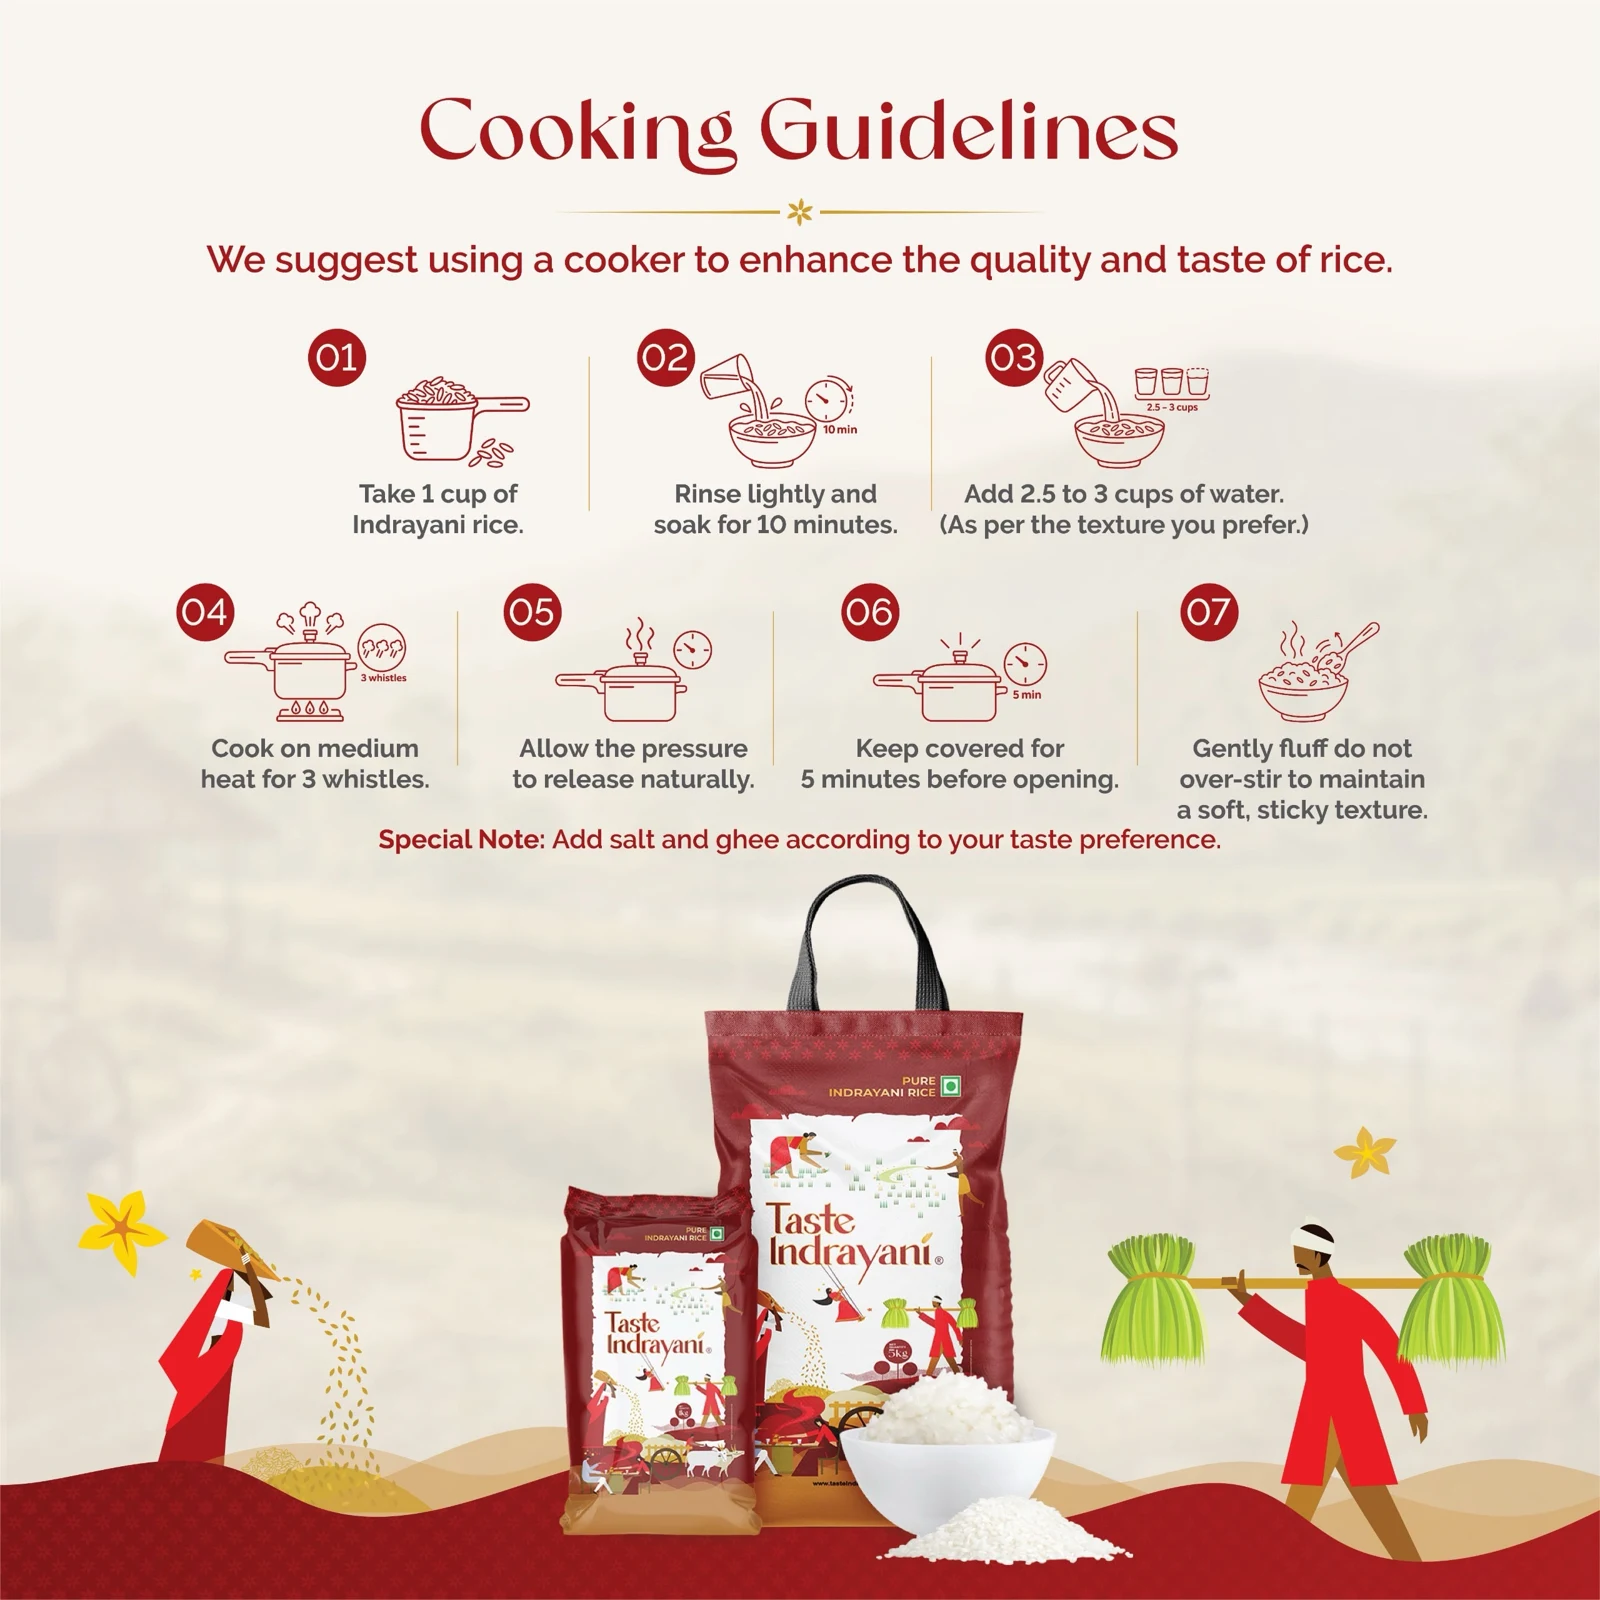 Cooking Guidelines
We suggest using a cooker to enhance the quality and taste of rice.
01
Take 1 cup of
Indrayani rice.
02
10 min
Rinse lightly and
soak for 10 minutes.
03
2.5 – 3 cups
Add 2.5 to 3 cups of water.
(As per the texture you prefer.)
04
3 whistles
Cook on medium
heat for 3 whistles.
05
Allow the pressure
to release naturally.
06
5 min
Keep covered for
5 minutes before opening.
07
Gently fluff do not
over-stir to maintain
a soft, sticky texture.
Special Note: Add salt and ghee according to your taste preference.
PURE
INDRAYANI RICE
Taste
Indrayani®
5kg
PURE
INDRAYANI RICE
Taste
Indrayani®
1kg